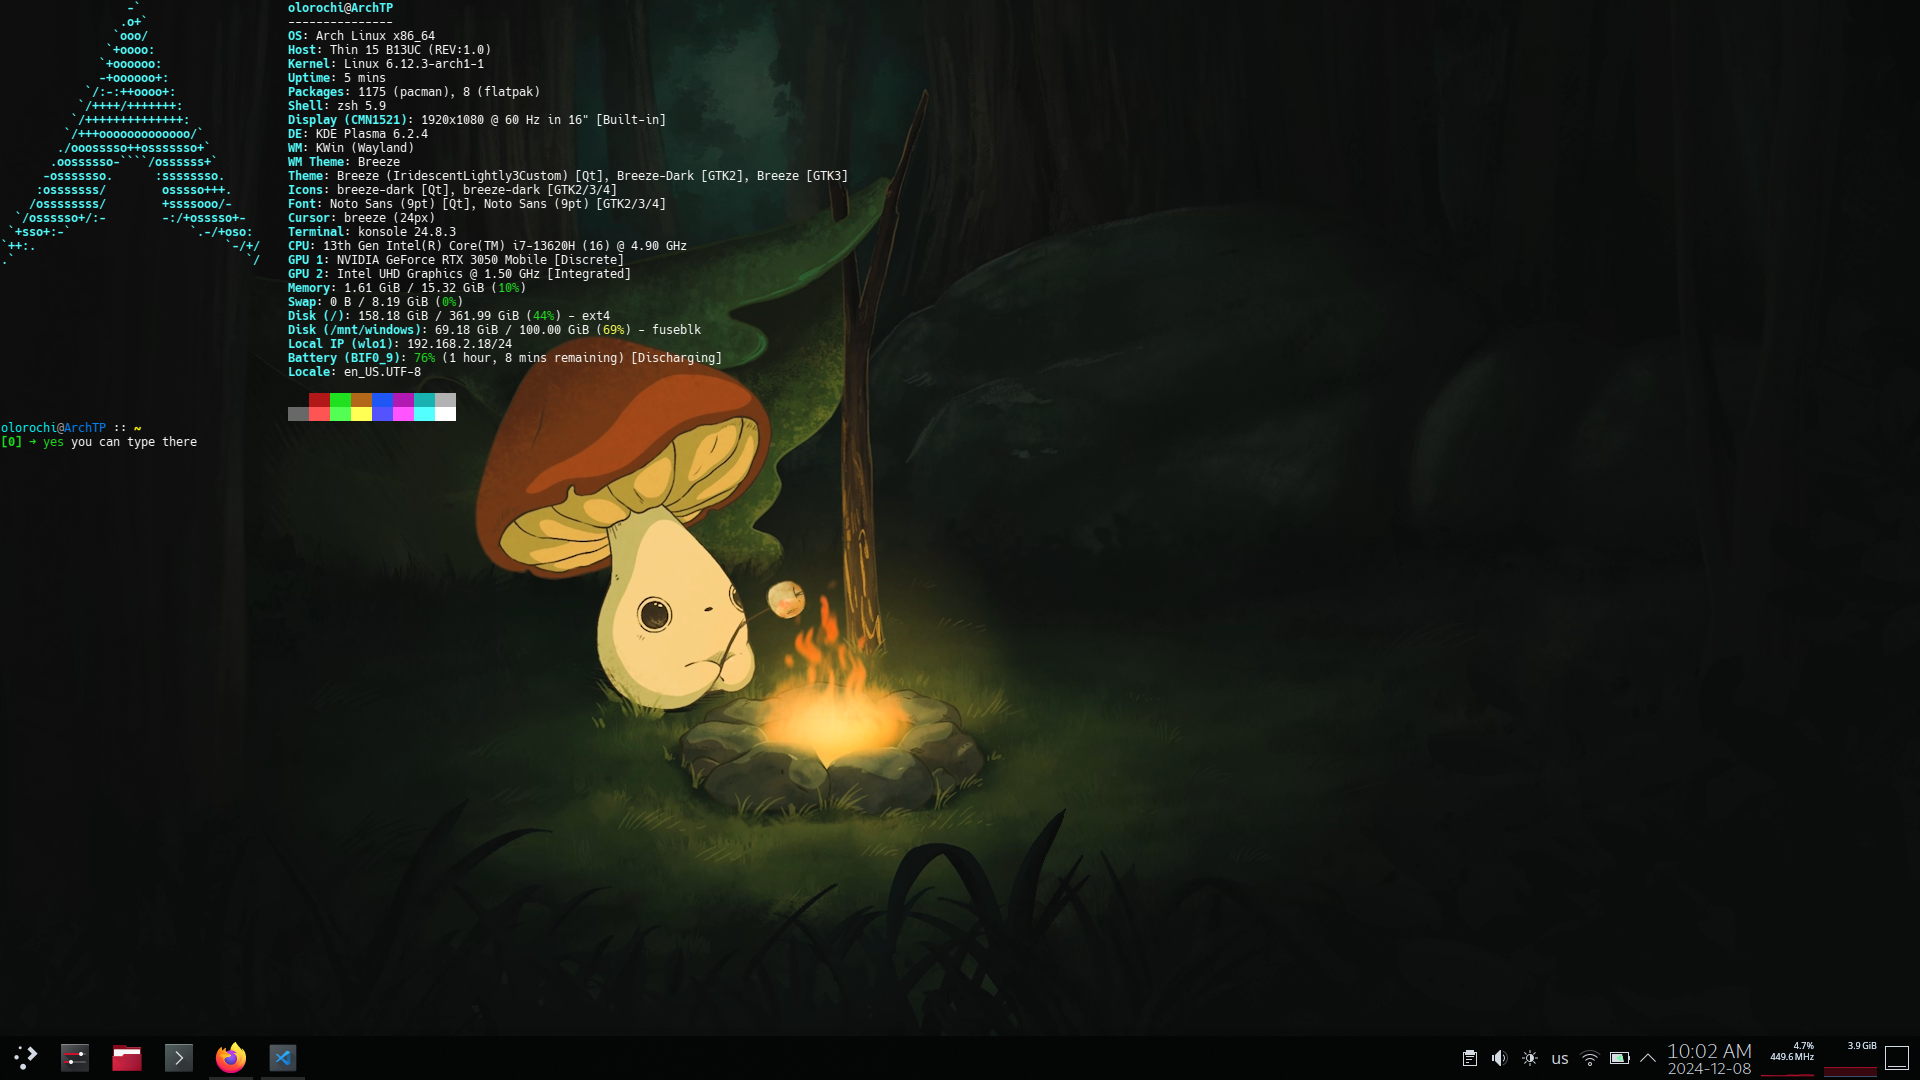 olorochi@ArchTP
---------------
OS: Arch Linux x86_64
Host: Thin 15 B13UC (REV:1.0)
Kernel: Linux 6.12.3-arch1-1
Uptime: 5 mins
Packages: 1175 (pacman), 8 (flatpak)
Shell: zsh 5.9
Display (CMN1521): 1920x1080 @ 60 Hz in 16" [Built-in]
DE: KDE Plasma 6.2.4
WM: KWin (Wayland)
WM Theme: Breeze
Theme: Breeze (IridescentLightly3Custom) [Qt], Breeze-Dark [GTK2], Breeze [GTK3]
Icons: breeze-dark [Qt], breeze-dark [GTK2/3/4]
Font: Noto Sans (9pt) [Qt], Noto Sans (9pt) [GTK2/3/4]
Cursor: breeze (24px)
Terminal: konsole 24.8.3
CPU: 13th Gen Intel(R) Core(TM) i7-13620H (16) @ 4.90 GHz
GPU 1: NVIDIA GeForce RTX 3050 Mobile [Discrete]
GPU 2: Intel UHD Graphics @ 1.50 GHz [Integrated]
Memory: 1.61 GiB / 15.32 GiB (10%)
Swap: 0 B / 8.19 GiB (0%)
Disk (/): 158.18 GiB / 361.99 GiB (44%) - ext4
Disk (/mnt/windows): 69.18 GiB / 100.00 GiB (69%) - fuseblk
Local IP (wlo1): 192.168.2.18/24
Battery (BIF0_9): 76% (1 hour, 8 mins remaining) [Discharging]
Locale: en_US.UTF-8
olorochi@ArchTP :: ~
[0] ➜ yes you can type there
us
10:02 AM
2024-12-08
4.7%
449.6 MHz
3.9 GiB